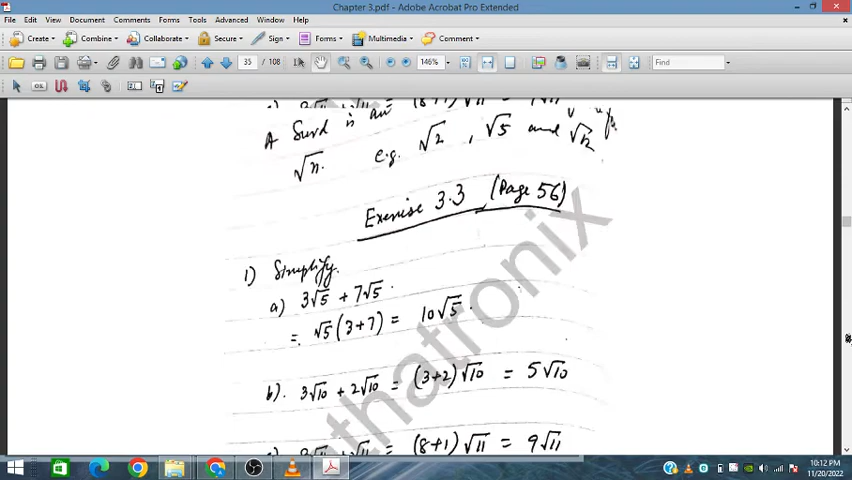 Chapter 3.pdf - Adobe Acrobat Pro Extended
File Edit View Document Comments Forms Tools Advanced Window Help
Create Combine Collaborate Secure Sign Forms Multimedia Comment
35 / 108 146% Find
A Surd is an
√n. e.g. √2 , √5 and
Exercise 3.3 (Page 56)
1) Simplify.
a) 3√5 + 7√5.
= √5(3+7) = 10√5.
b). 3√10 + 2√10 = (3+2)√10 = 5√10
(8+1)√11 = 9√11
thatronix
10:12 PM
11/20/2022